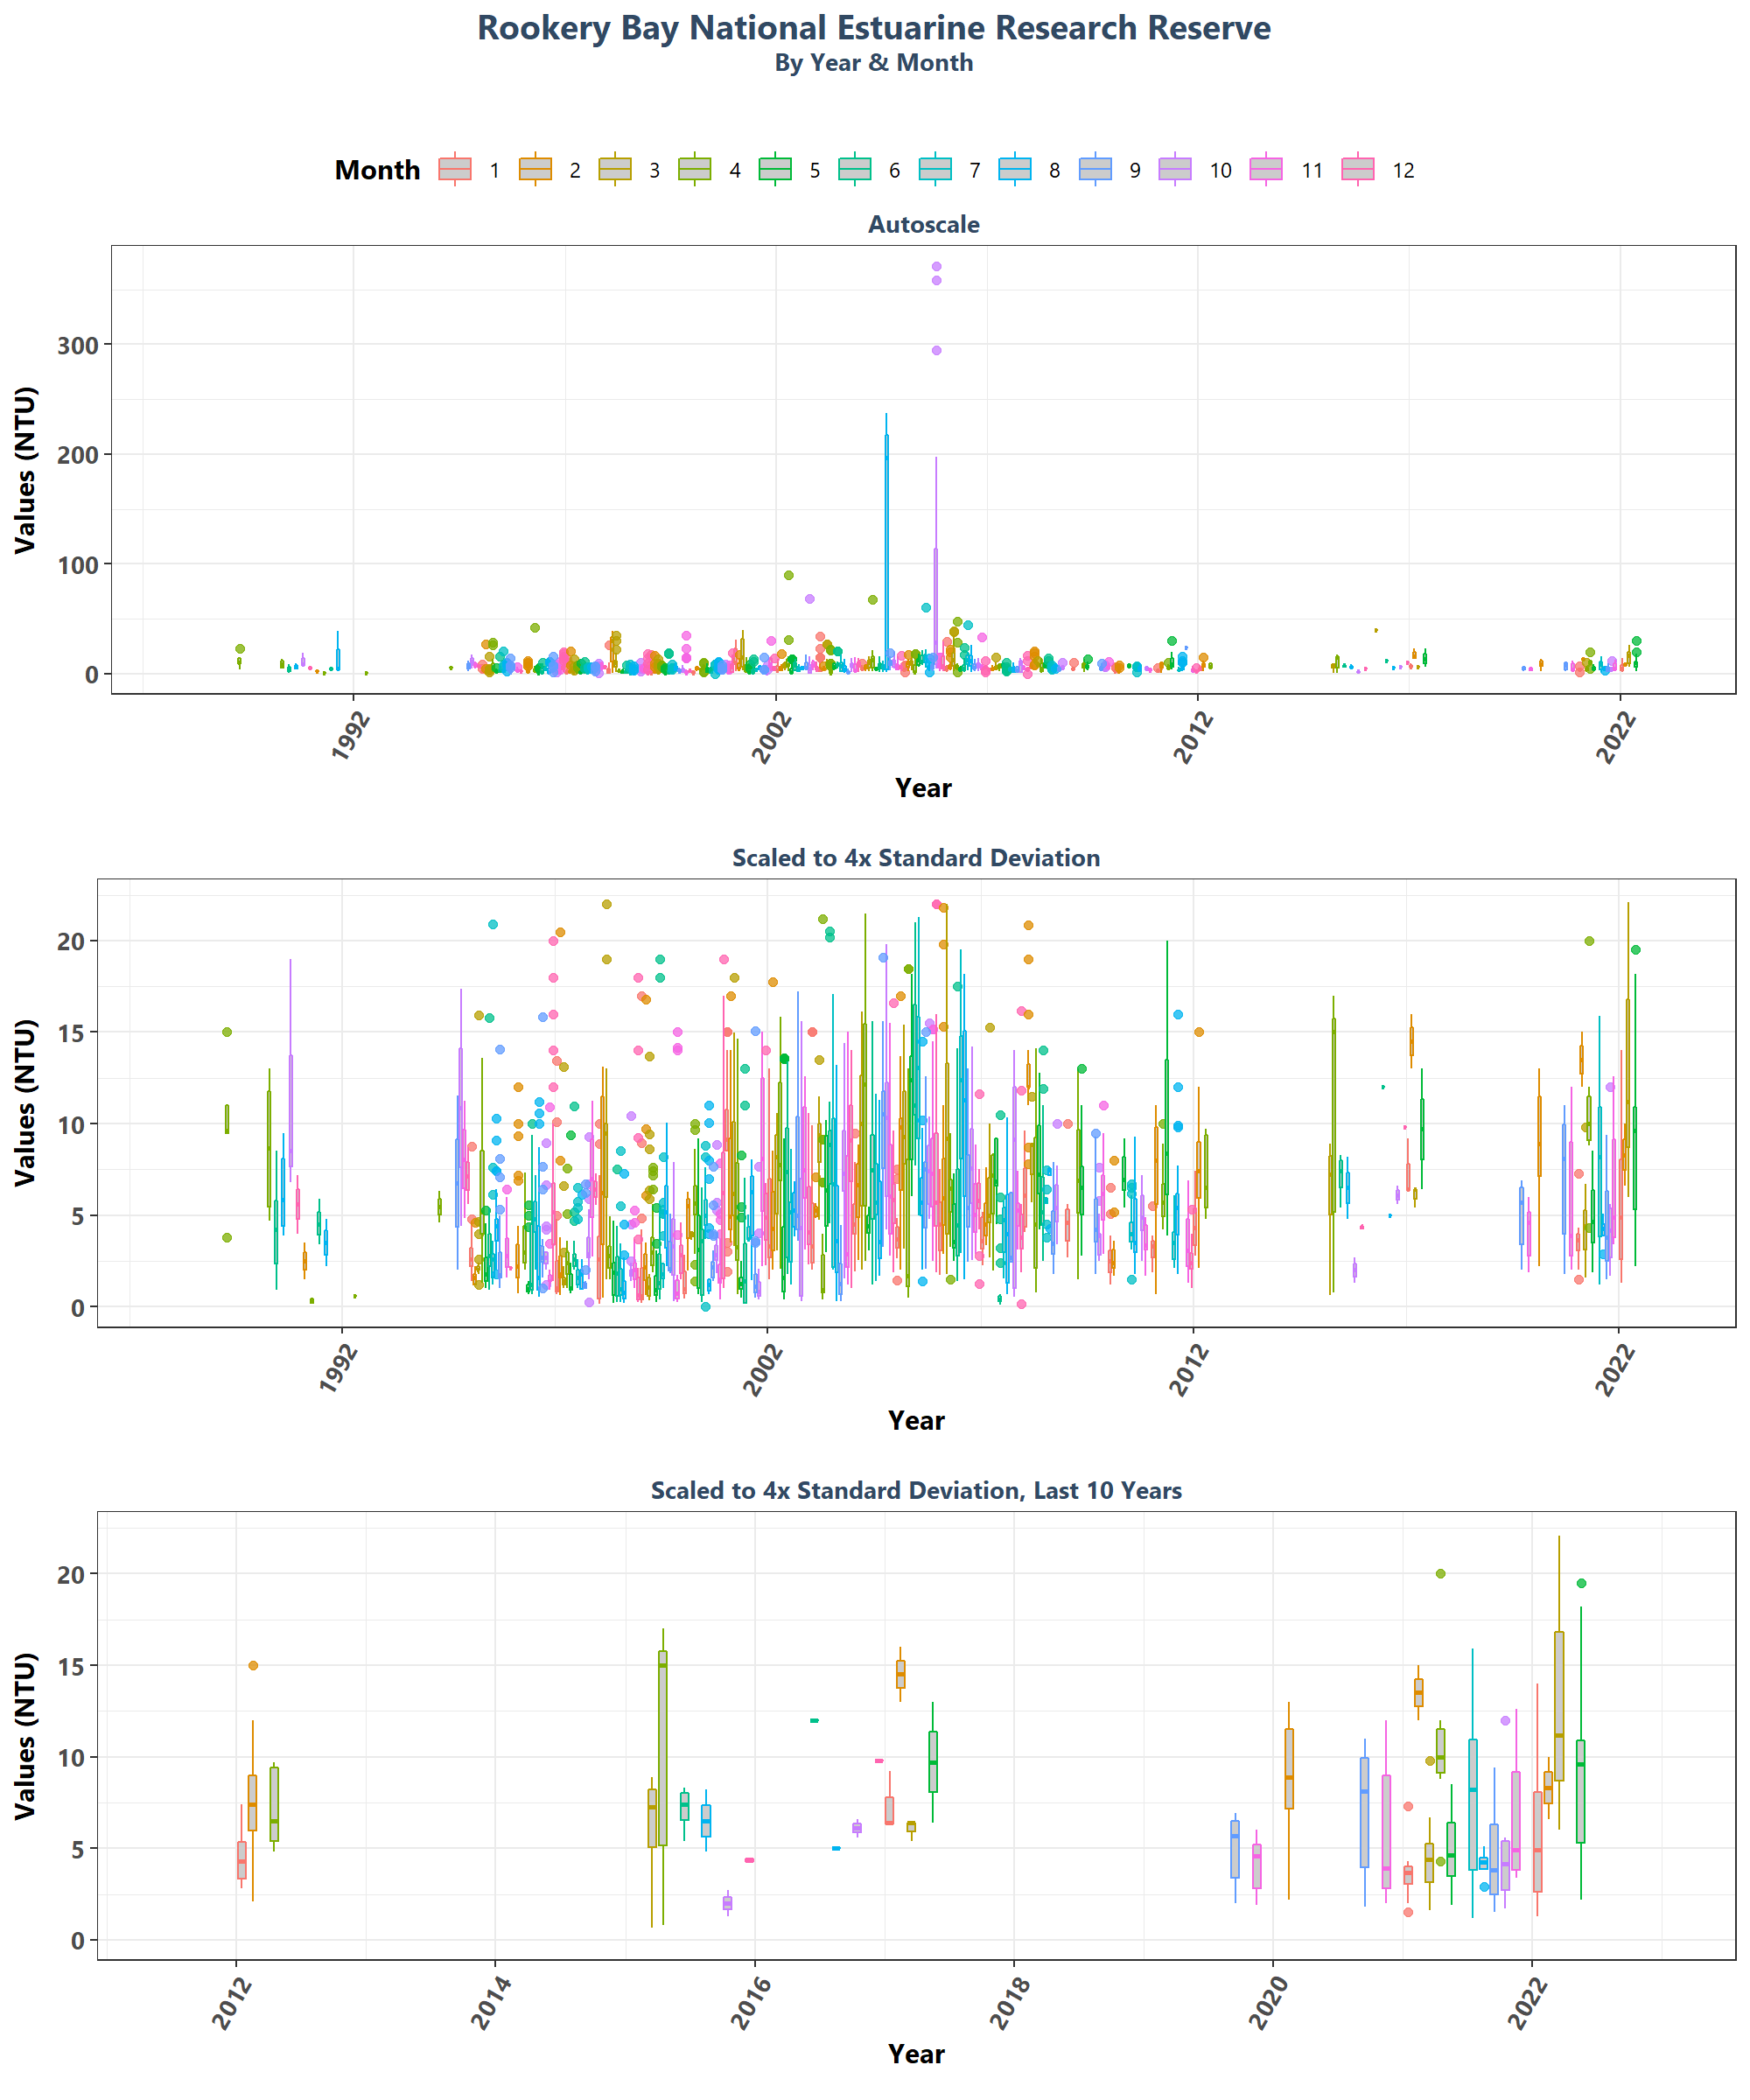 Rookery Bay National Estuarine Research Reserve
By Year & Month
Month 1 2 3 4 5 6 7 8 9 10 11 12
Autoscale
Values (NTU)
300
200
100
0
1992 2002 2012 2022
Year
Scaled to 4x Standard Deviation
Values (NTU)
20
15
10
5
0
1992 2002 2012 2022
Year
Scaled to 4x Standard Deviation, Last 10 Years
Values (NTU)
20
15
10
5
0
2012 2014 2016 2018 2020 2022
Year